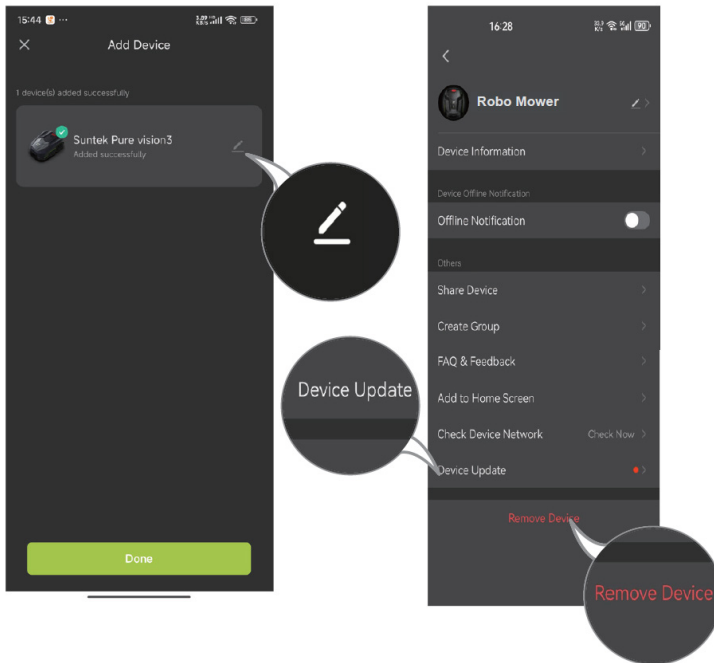 15:44
Add Device
1 device(s) added successfully
Suntek Pure vision3
Added successfully
Done
16:28
90
Robo Mower
Device Information
Device Offline Notification
Offline Notification
Others
Share Device
Create Group
FAQ & Feedback
Add to Home Screen
Check Device Network Check Now
Device Update
Remove Device
Device Update
Remove Device